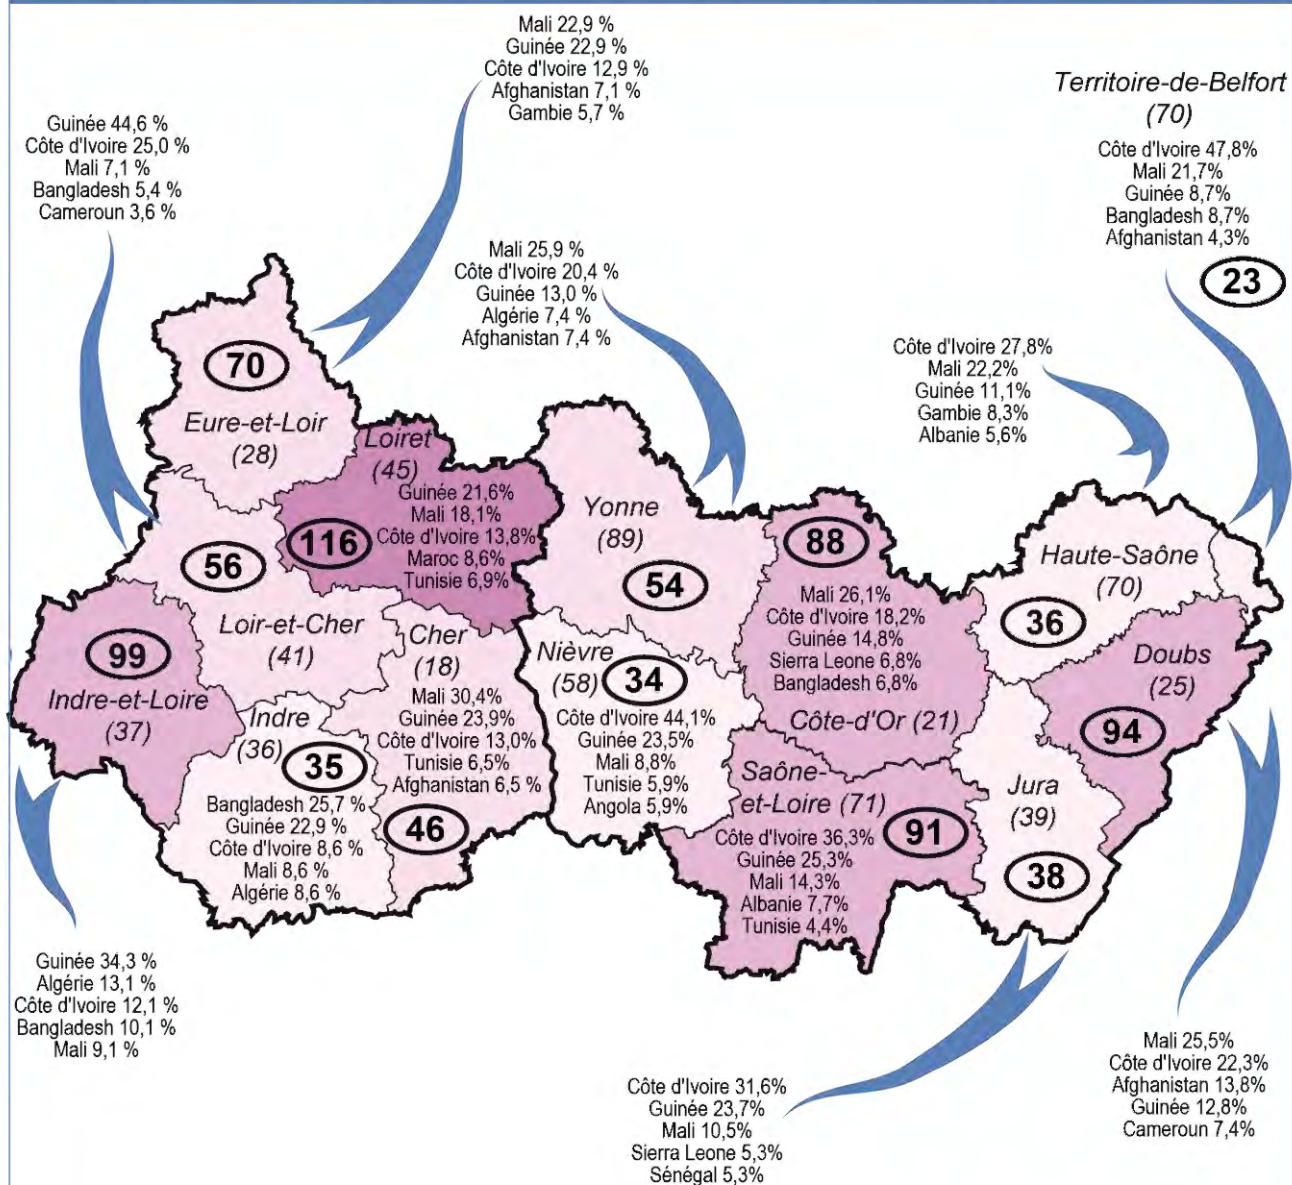 Mali 22,9 %
Guinée 22,9 %
Côte d'Ivoire 12,9 %
Afghanistan 7,1 %
Gambie 5,7 %
Territoire-de-Belfort
(70)
Côte d'Ivoire 47,8%
Mali 21,7%
Guinée 8,7%
Bangladesh 8,7%
Afghanistan 4,3%
23
Guinée 44,6 %
Côte d'Ivoire 25,0 %
Mali 7,1 %
Bangladesh 5,4 %
Cameroun 3,6 %
Mali 25,9 %
Côte d'Ivoire 20,4 %
Guinée 13,0 %
Algérie 7,4 %
Afghanistan 7,4 %
Côte d'Ivoire 27,8%
Mali 22,2%
Guinée 11,1%
Gambie 8,3%
Albanie 5,6%
70
Eure-et-Loir
(28)
Loiret
(45)
Guinée 21,6%
Mali 18,1%
Côte d'Ivoire 13,8%
Maroc 8,6%
Tunisie 6,9%
116
Yonne
(89)
54
88
Mali 26,1%
Côte d'Ivoire 18,2%
Guinée 14,8%
Sierra Leone 6,8%
Bangladesh 6,8%
Côte-d'Or (21)
Haute-Saône
(70)
36
Doubs
(25)
94
56
Loir-et-Cher
(41)
99
Indre-et-Loire
(37)
Cher
(18)
Mali 30,4%
Guinée 23,9%
Côte d'Ivoire 13,0%
Tunisie 6,5%
Afghanistan 6,5 %
46
Nièvre
(58)
34
Côte d'Ivoire 44,1%
Guinée 23,5%
Mali 8,8%
Tunisie 5,9%
Angola 5,9%
Indre
(36)
35
Bangladesh 25,7 %
Guinée 22,9 %
Côte d'Ivoire 8,6 %
Mali 8,6 %
Algérie 8,6 %
Saône-
et-Loire (71)
91
Côte d'Ivoire 36,3%
Guinée 25,3%
Mali 14,3%
Albanie 7,7%
Tunisie 4,4%
Jura
(39)
38
Guinée 34,3 %
Algérie 13,1 %
Côte d'Ivoire 12,1 %
Bangladesh 10,1 %
Mali 9,1 %
Côte d'Ivoire 31,6%
Guinée 23,7%
Mali 10,5%
Sierra Leone 5,3%
Sénégal 5,3%
Mali 25,5%
Côte d'Ivoire 22,3%
Afghanistan 13,8%
Guinée 12,8%
Cameroun 7,4%